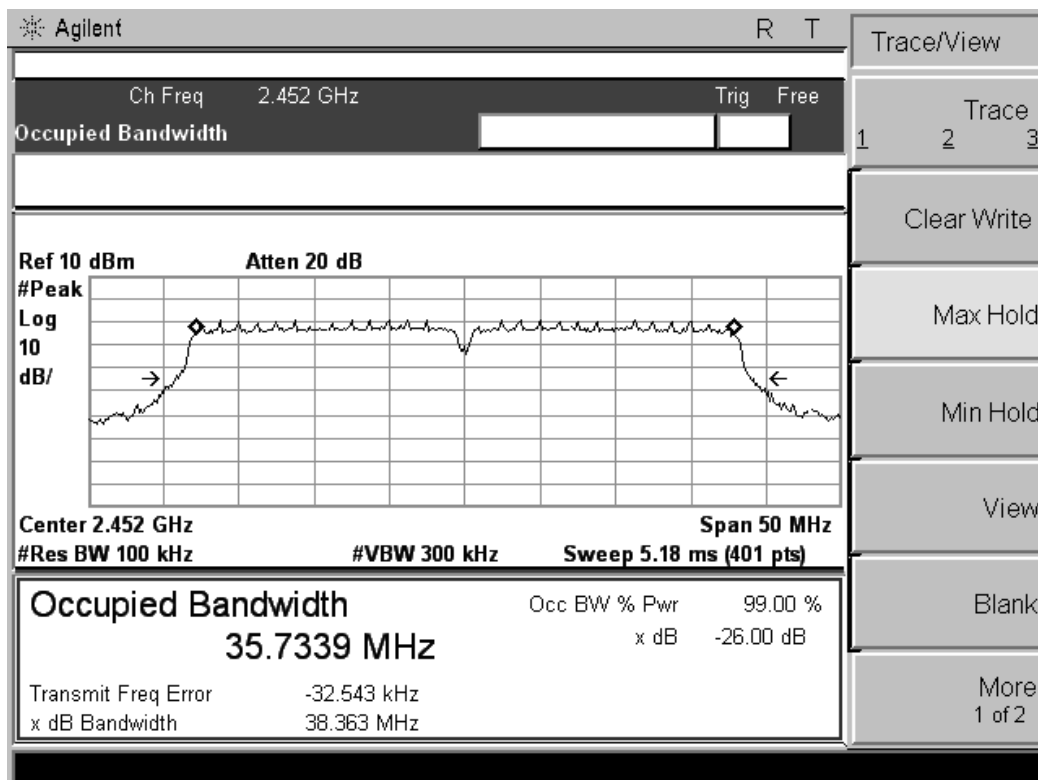 Agilent R T
Ch Freq 2.452 GHz Trig Free
Occupied Bandwidth
Ref 10 dBm Atten 20 dB
#Peak
Log
10
dB/
Center 2.452 GHz Span 50 MHz
#Res BW 100 kHz #VBW 300 kHz Sweep 5.18 ms (401 pts)
Occupied Bandwidth Occ BW % Pwr 99.00 %
35.7339 MHz x dB -26.00 dB
Transmit Freq Error -32.543 kHz
x dB Bandwidth 38.363 MHz
Trace/View
Trace
1 2 3
Clear Write
Max Hold
Min Hold
View
Blank
More
1 of 2